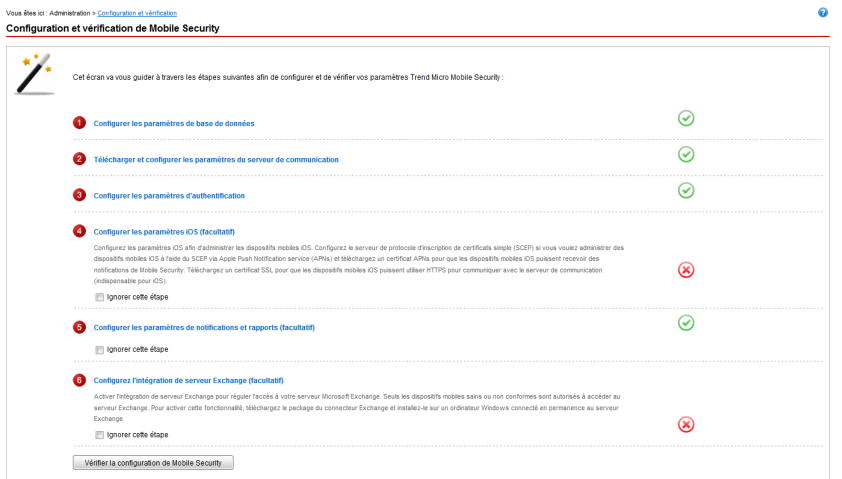 Vous êtes ici : Administration > Configuration et vérification
?
Configuration et vérification de Mobile Security
Cet écran va vous guider à travers les étapes suivantes afin de configurer et de vérifier vos paramètres Trend Micro Mobile Security :
1 Configurer les paramètres de base de données
2 Télécharger et configurer les paramètres du serveur de communication
3 Configurer les paramètres d'authentification
4 Configurer les paramètres iOS (facultatif)
Configurez les paramètres iOS afin d'administrer les dispositifs mobiles iOS. Configurez le serveur de protocole d'inscription de certificats simple (SCEP) si vous voulez administrer des
dispositifs mobiles iOS à l'aide du SCEP via Apple Push Notification service (APNs) et téléchargez un certificat APNs pour que les dispositifs mobiles iOS puissent recevoir des
notifications de Mobile Security. Téléchargez un certificat SSL pour que les dispositifs mobiles iOS puissent utiliser HTTPS pour communiquer avec le serveur de communication
(indispensable pour iOS).
Ignorer cette étape
5 Configurer les paramètres de notifications et rapports (facultatif)
Ignorer cette étape
6 Configurez l'intégration de serveur Exchange (facultatif)
Activer l'intégration de serveur Exchange pour réguler l'accès à votre serveur Microsoft Exchange. Seuls les dispositifs mobiles sains ou non conformes sont autorisés à accéder au
serveur Exchange. Pour activer cette fonctionnalité, téléchargez le package du connecteur Exchange et installez-le sur un ordinateur Windows connecté en permanence au serveur
Exchange.
Ignorer cette étape
Vérifier la configuration de Mobile Security